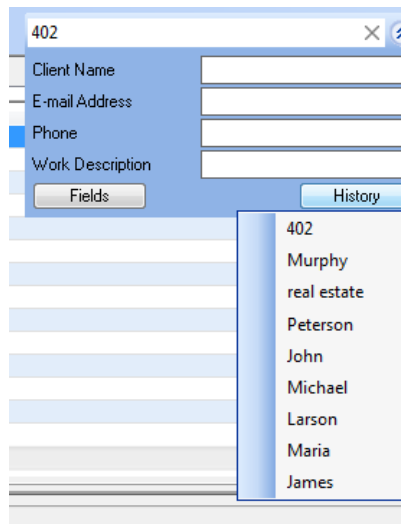 402
Client Name
E-mail Address
Phone
Work Description
Fields History
402
Murphy
real estate
Peterson
John
Michael
Larson
Maria
James